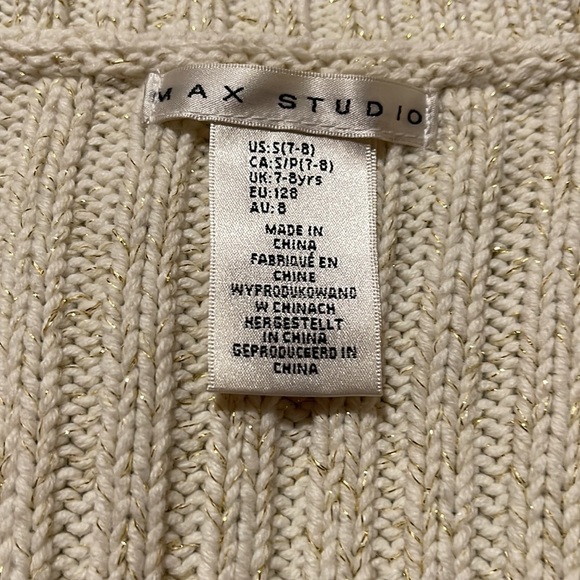 MAX STUDIO
US:S(7-8)
CA:S/P(7-8)
UK:7-8yrs
EU:128
AU:8
MADE IN
CHINA
FABRIQUÉ EN
CHINE
WYPRODUKOWANO
W CHINACH
HERGESTELLT
IN CHINA
GEPRODUCEERD IN
CHINA